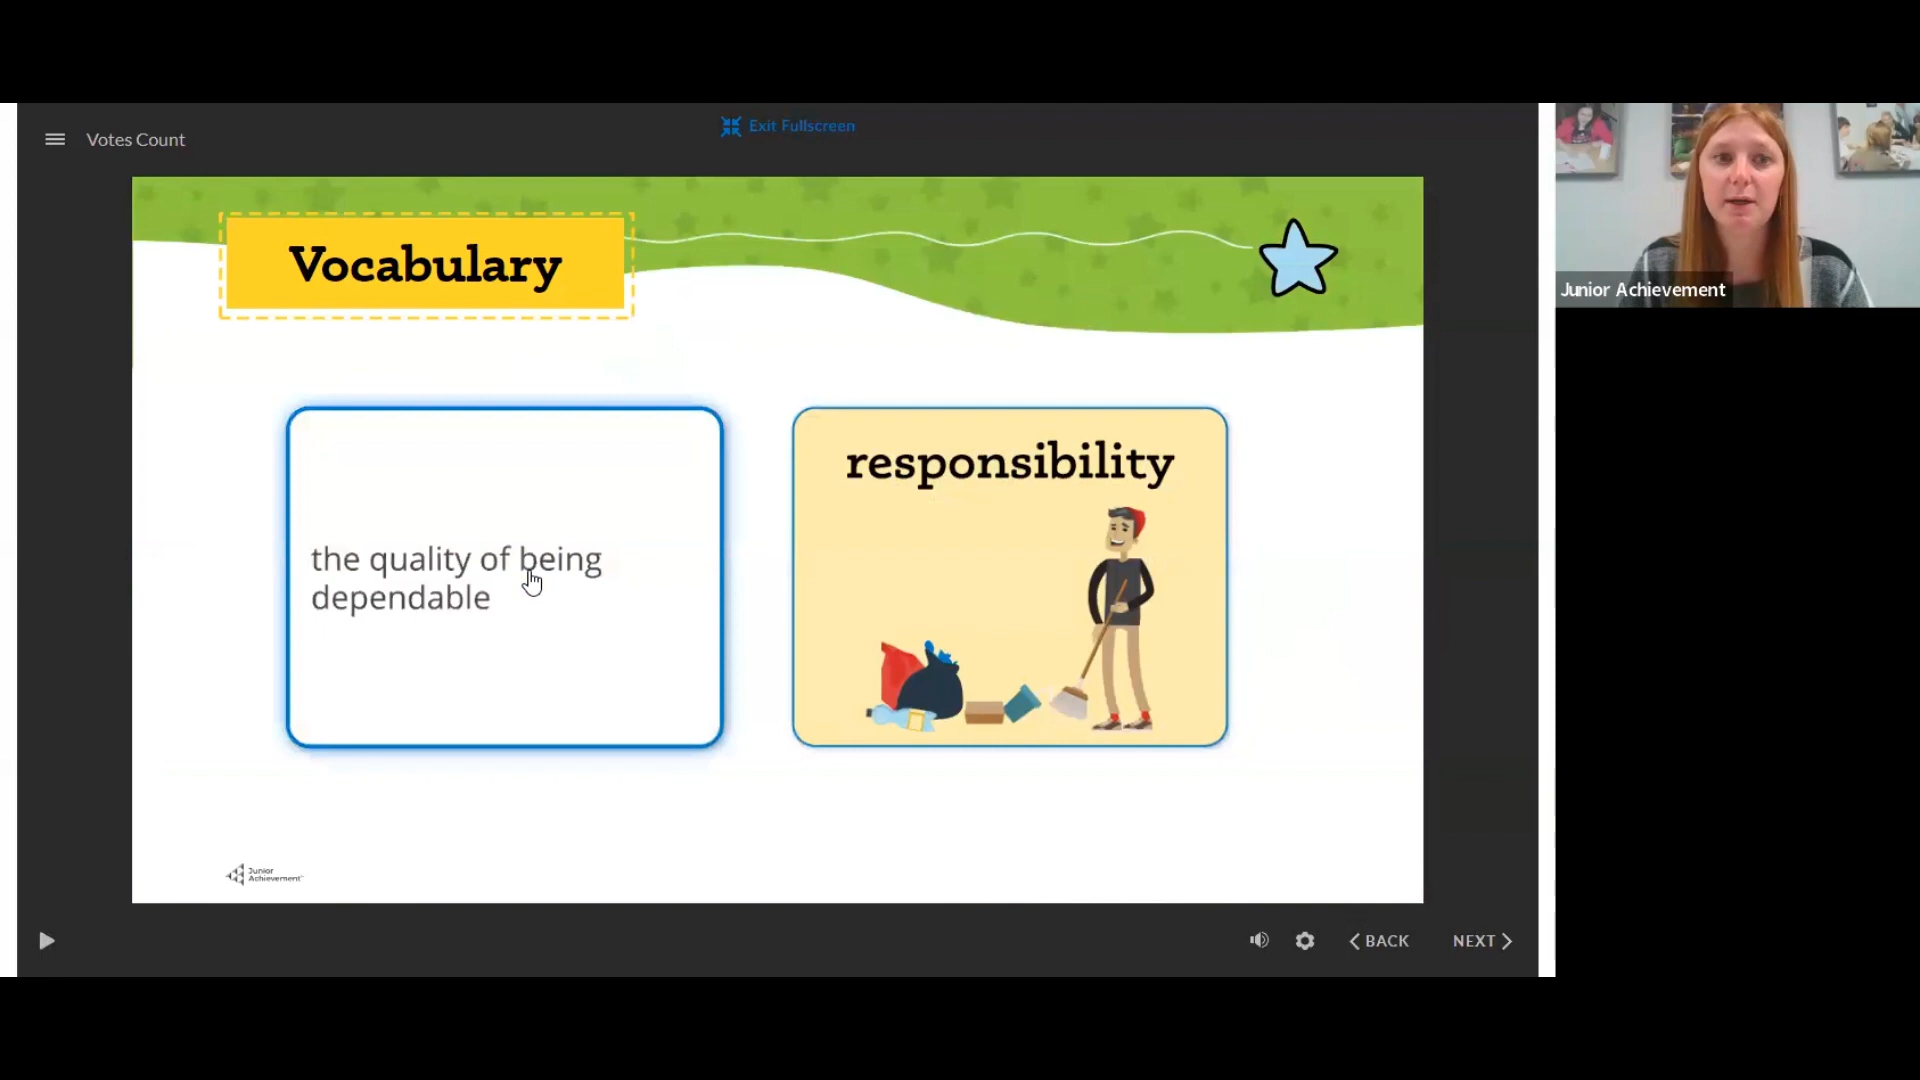 Votes Count
Exit Fullscreen
Vocabulary
the quality of being
dependable
responsibility
Junior
Achievement
BACK
NEXT
Junior Achievement